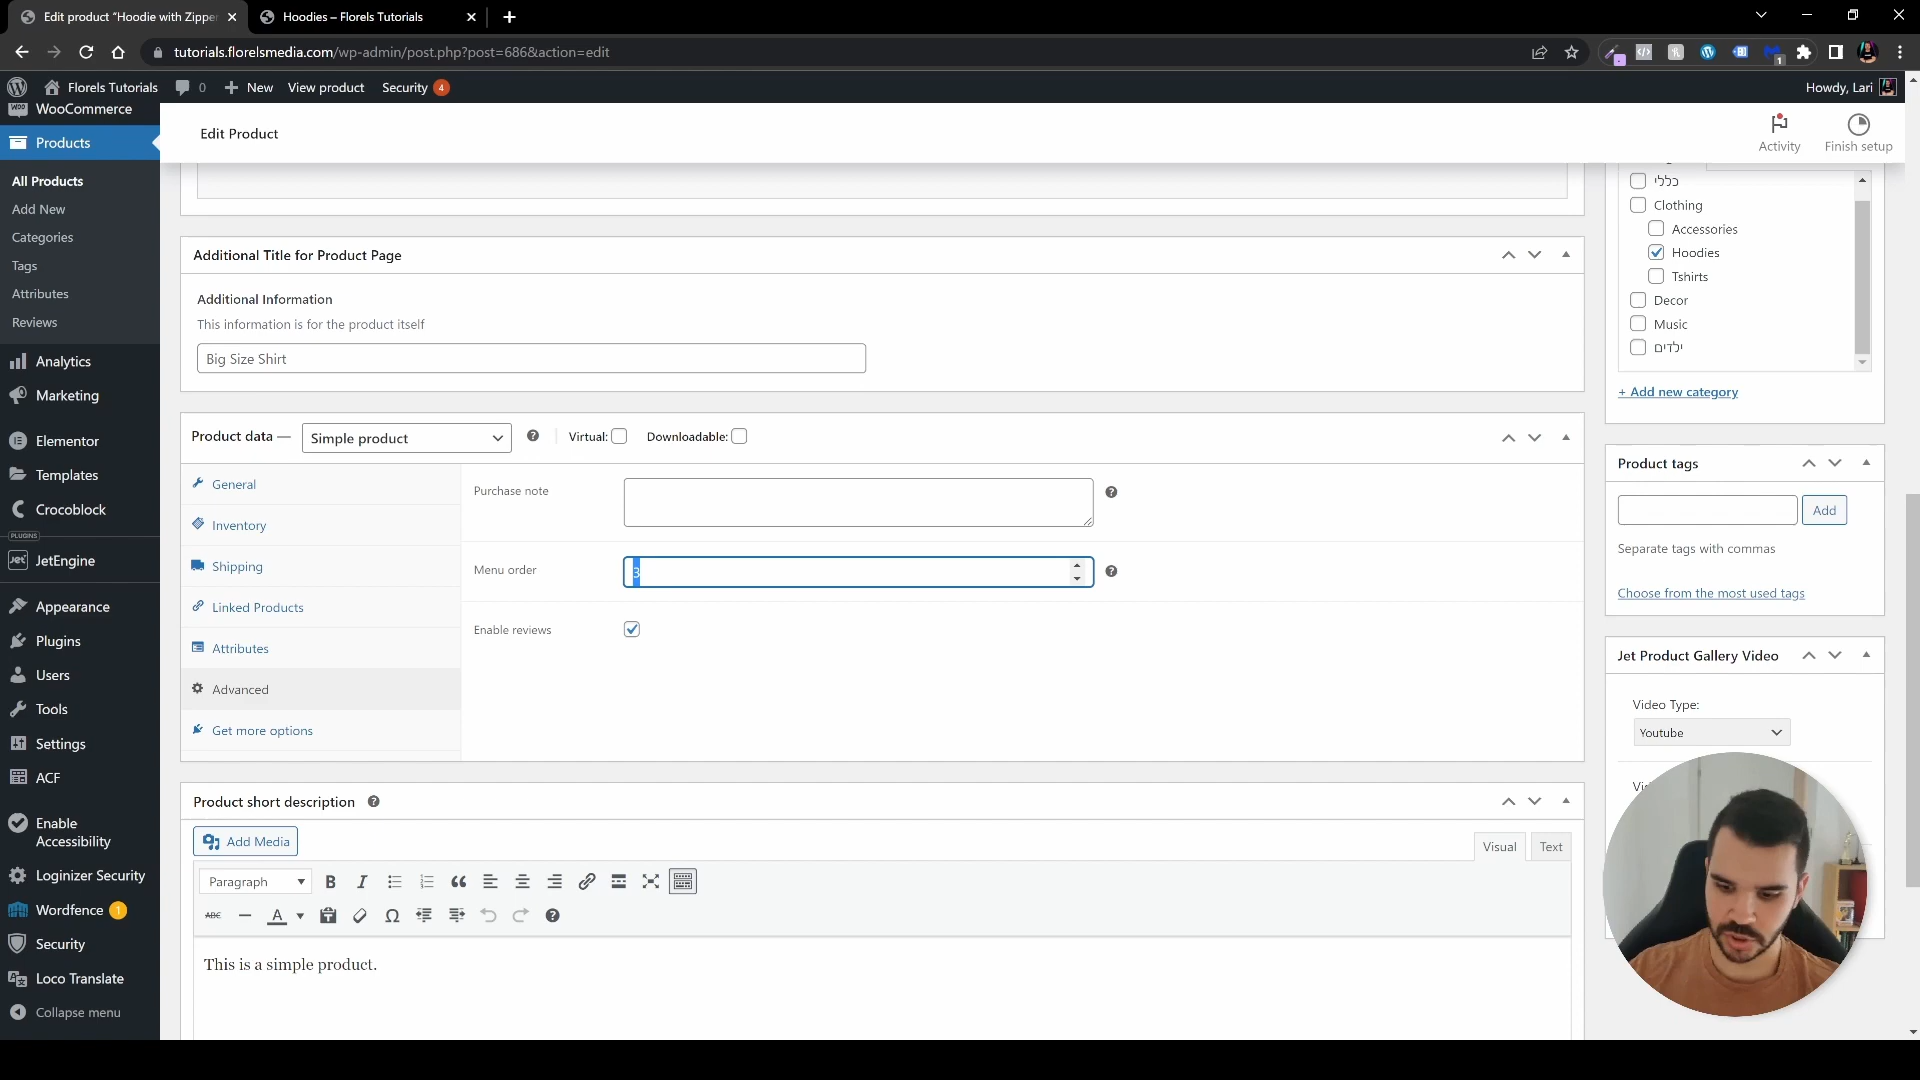 Edit product "Hoodie with Zipper
Hoodies – Florels Tutorials
tutorials.florelsmedia.com/wp-admin/post.php?post=686&action=edit
Florels Tutorials
0
New
View product
Security 4
Howdy, Lari
WooCommerce
Products
All Products
Add New
Categories
Tags
Attributes
Reviews
Analytics
Marketing
Elementor
Templates
Crocoblock
PLUGINS
JetEngine
Appearance
Plugins
Users
Tools
Settings
ACF
Enable
Accessibility
Loginizer Security
Wordfence 1
Security
Loco Translate
Collapse menu
Edit Product
Activity
Finish setup
Additional Title for Product Page
Additional Information
This information is for the product itself
Big Size Shirt
Product data —
Simple product
Virtual:
Downloadable:
General
Inventory
Shipping
Linked Products
Attributes
Advanced
Get more options
Purchase note
Menu order
3
Enable reviews
Product short description
Add Media
Visual
Text
Paragraph
B
I
ABC
A
This is a simple product.
כללי
Clothing
Accessories
Hoodies
Tshirts
Decor
Music
ילדים
+ Add new category
Product tags
Add
Separate tags with commas
Choose from the most used tags
Jet Product Gallery Video
Video Type:
Youtube